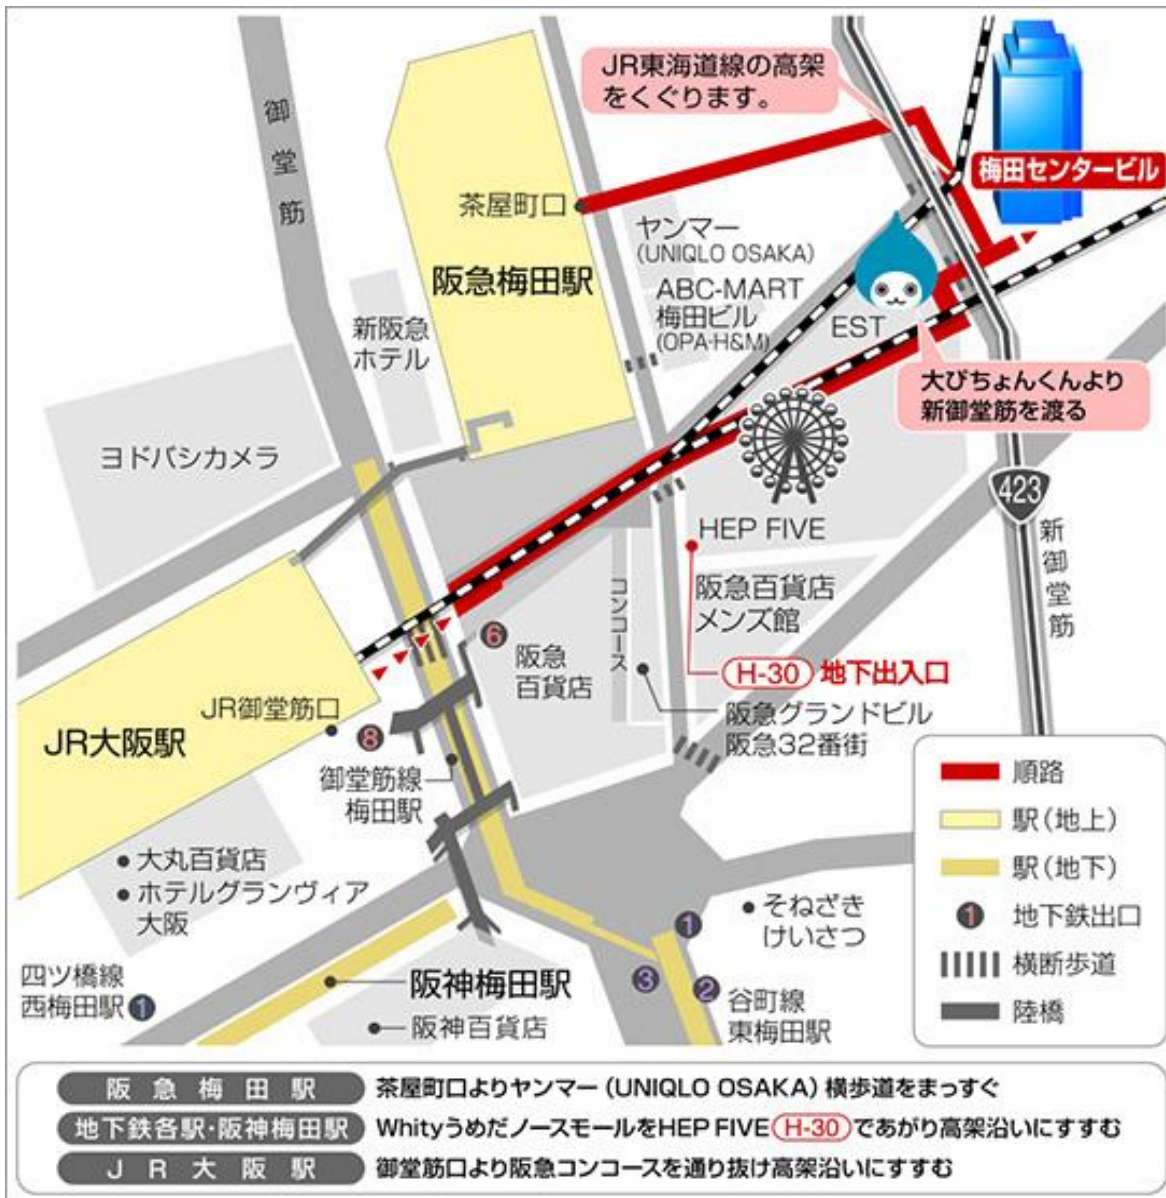 JR東海道線の高架
をくぐります。
梅田センタービル
御堂筋
茶屋町口
ヤンマー
(UNIQLO OSAKA)
阪急梅田駅
ABC-MART
梅田ビル
(OPA・H&M)
EST
新阪急
ホテル
大びちょんくんより
新御堂筋を渡る
ヨドバシカメラ
423
HEP FIVE
新御堂筋
コンコース
阪急百貨店
メンズ館
6
阪急
百貨店
H-30 地下出入口
JR御堂筋口
JR大阪駅
8
阪急グランドビル
阪急32番街
御堂筋線
梅田駅
順路
駅(地上)
駅(地下)
1 地下鉄出口
横断歩道
陸橋
大丸百貨店
ホテルグランヴィア
大阪
そねざき
けいさつ
1
3
2
四ツ橋線
西梅田駅 1
阪神梅田駅
阪神百貨店
谷町線
東梅田駅
阪急梅田駅 茶屋町口よりヤンマー(UNIQLO OSAKA)横歩道をまっすぐ
地下鉄各駅・阪神梅田駅 WhityうめだノースモールをHEP FIVE H-30 であがり高架沿いにすすむ
JR大阪駅 御堂筋口より阪急コンコースを通り抜け高架沿いにすすむ